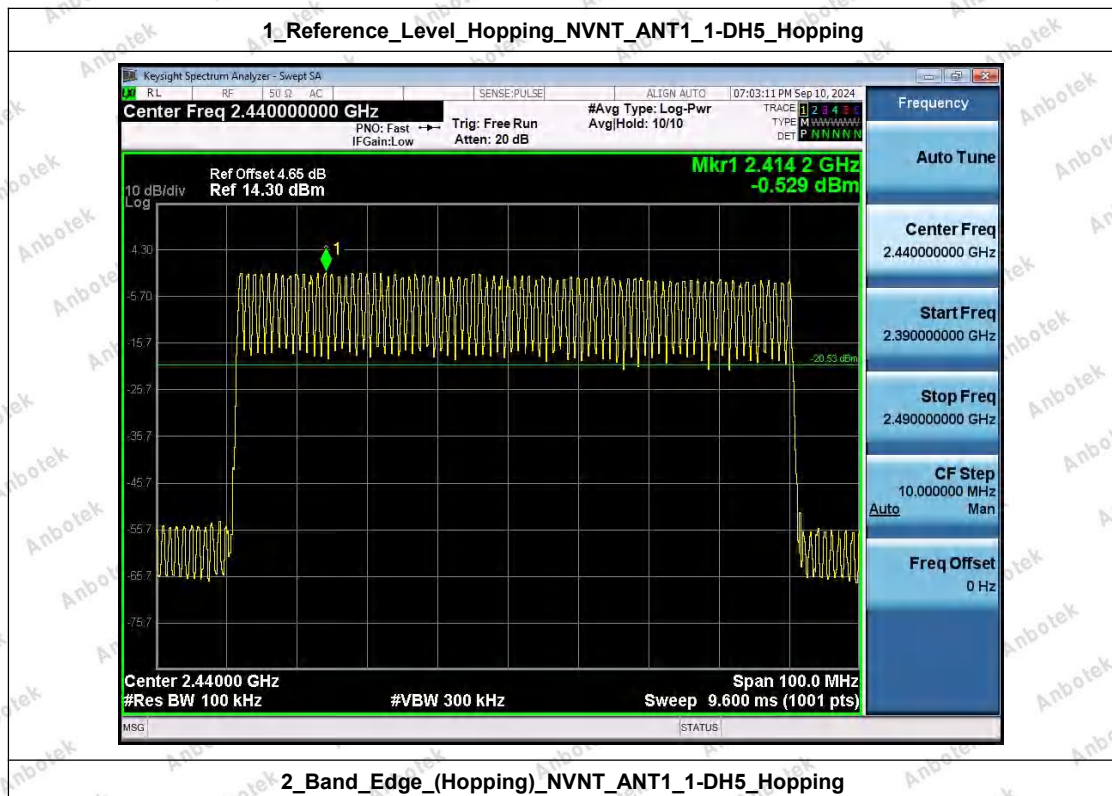 1_Reference_Level_Hopping_NVNT_ANT1_1-DH5_Hopping
Keysight Spectrum Analyzer - Swept SA
RL RF 50 Ω AC SENSE:PULSE ALIGN AUTO 07:03:11 PM Sep 10, 2024
Center Freq 2.440000000 GHz
PNO: Fast
IFGain:Low
Trig: Free Run
Atten: 20 dB
#Avg Type: Log-Pwr
Avg|Hold: 10/10
TRACE 1 2 3 4 5 6
TYPE M WWWWW
DET P N N N N N
Frequency
Auto Tune
Center Freq
2.440000000 GHz
Start Freq
2.390000000 GHz
Stop Freq
2.490000000 GHz
CF Step
10.000000 MHz
Auto Man
Freq Offset
0 Hz
Mkr1 2.414 2 GHz
-0.529 dBm
Ref Offset 4.65 dB
10 dB/div Ref 14.30 dBm
Log
1
4.30
-5.70
-15.7
-20.53 dBm
-25.7
-35.7
-45.7
-55.7
-65.7
-75.7
Center 2.44000 GHz Span 100.0 MHz
#Res BW 100 kHz #VBW 300 kHz Sweep 9.600 ms (1001 pts)
MSG STATUS
2_Band_Edge_(Hopping)_NVNT_ANT1_1-DH5_Hopping